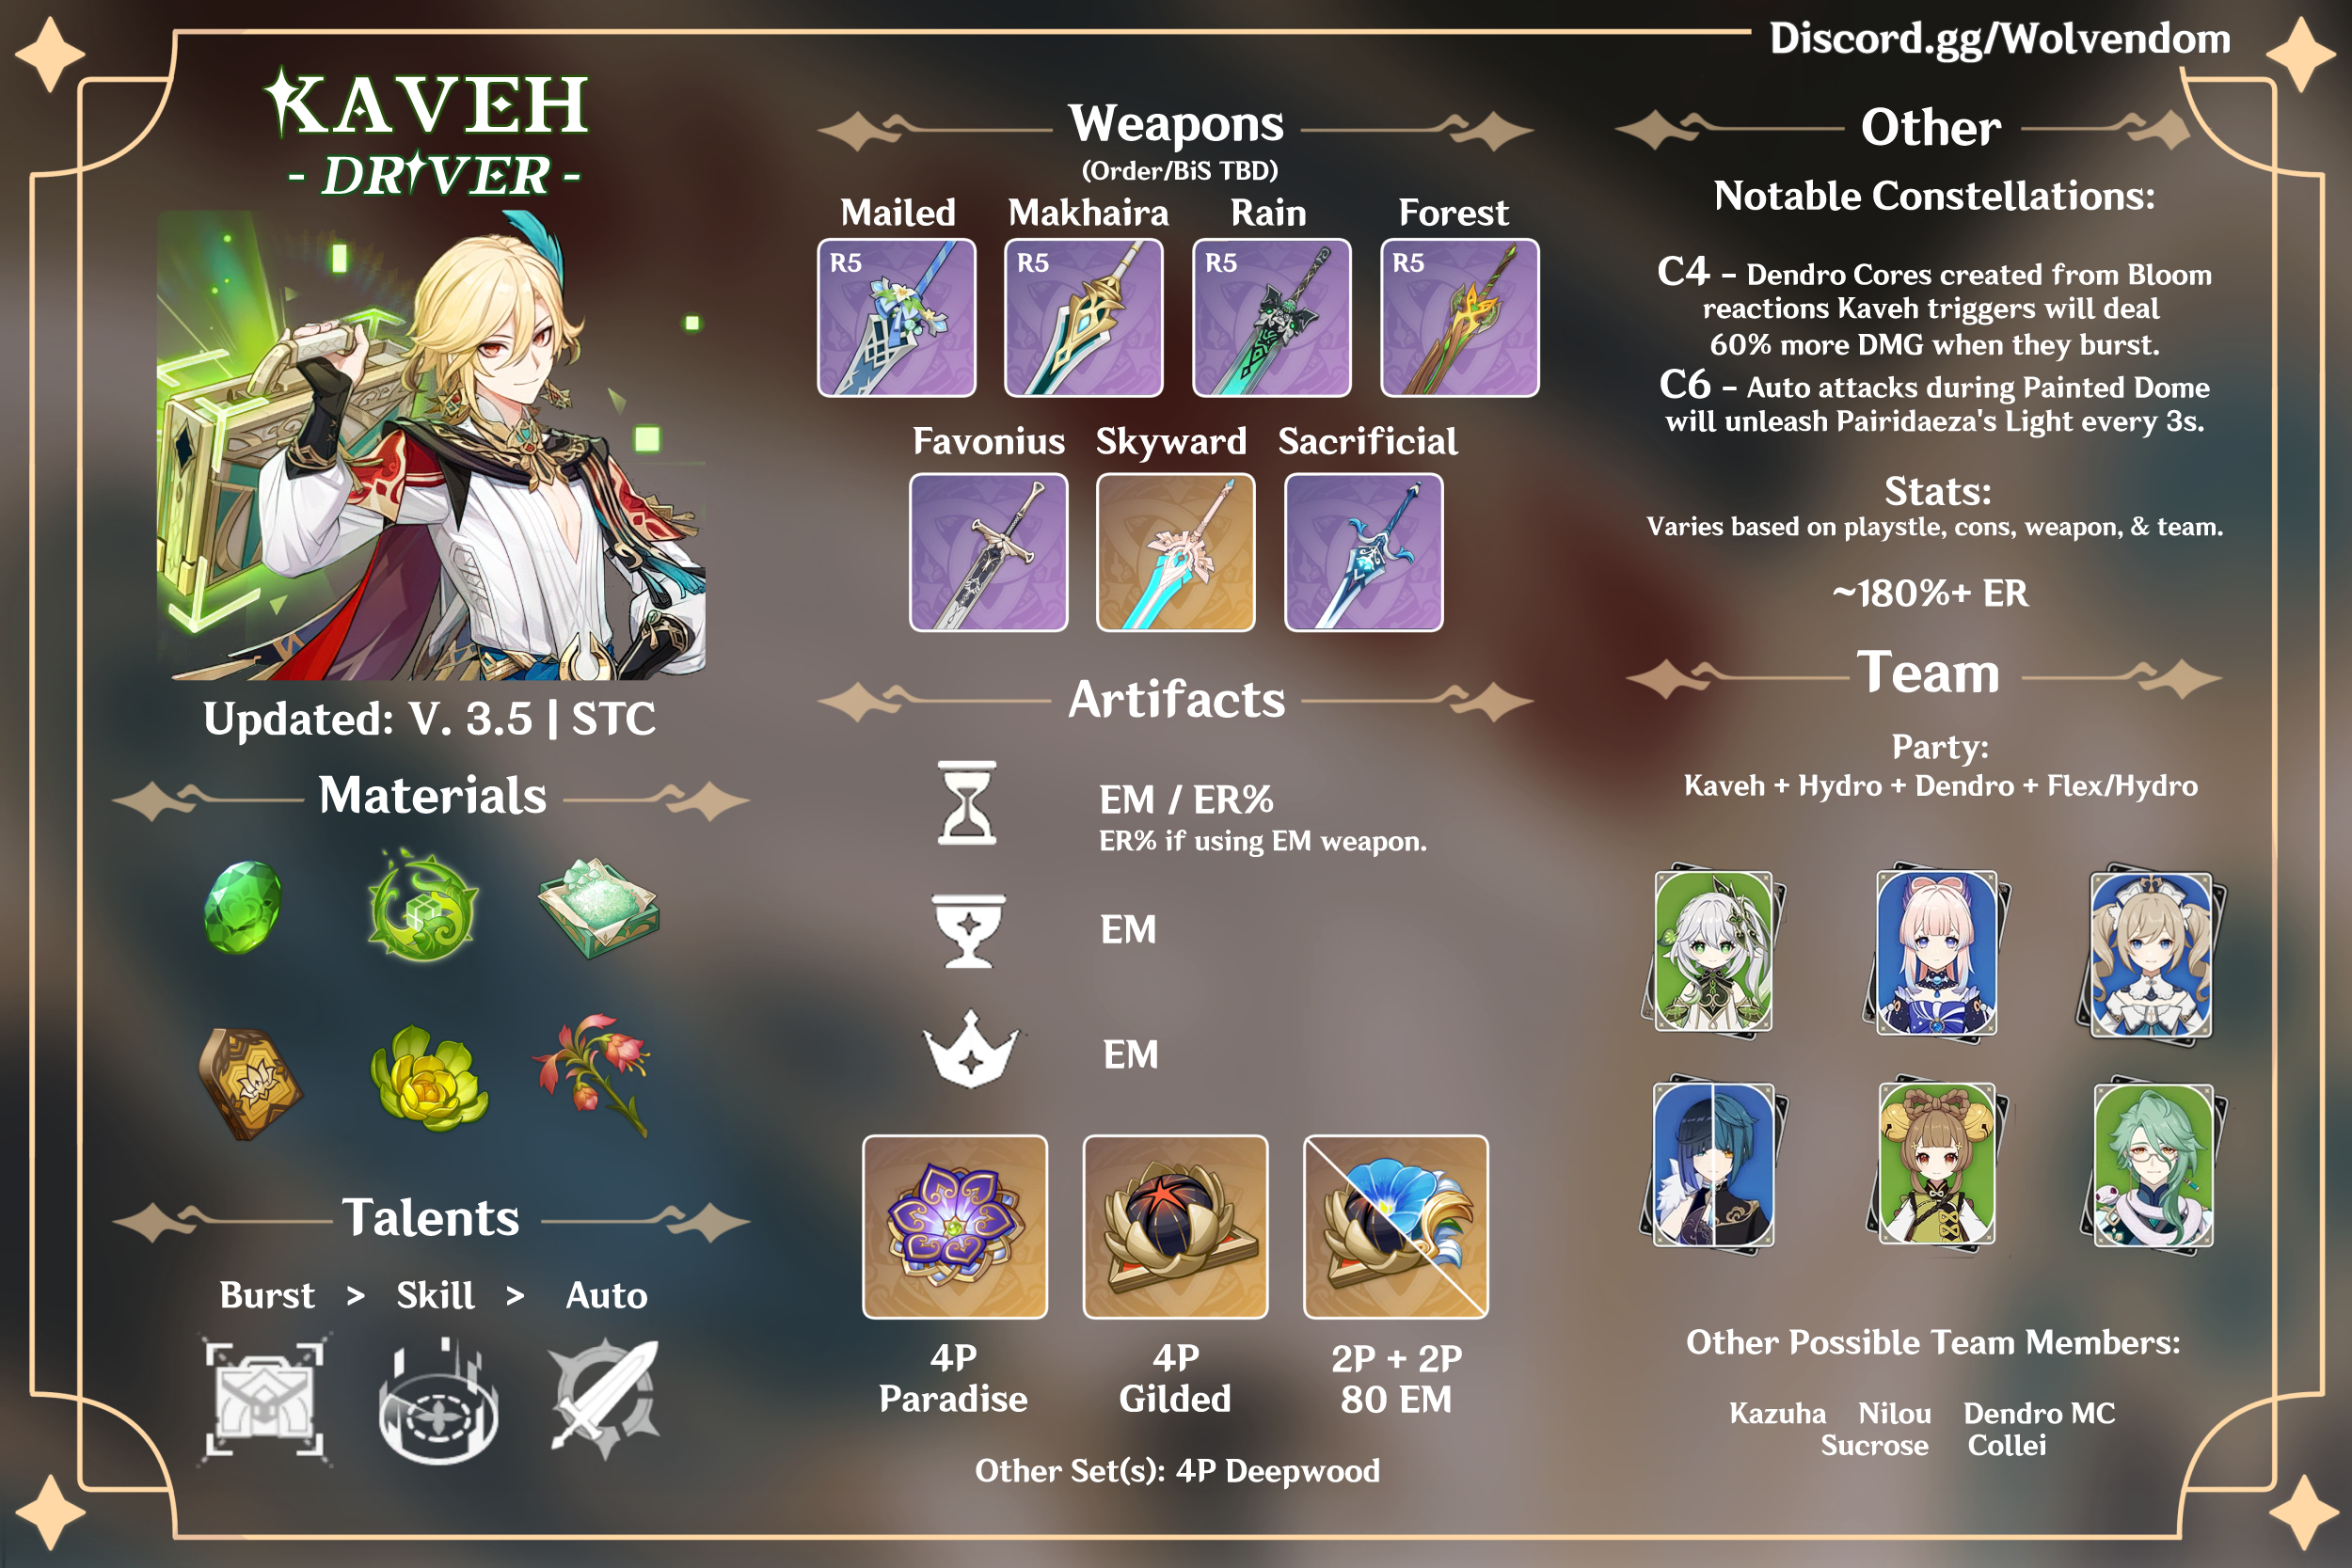 Discord.gg/Wolvendom
KAVEH
- DRIVER -
Updated: V. 3.5 | STC
Materials
Talents
Burst > Skill > Auto
Weapons
(Order/BiS TBD)
Mailed Makhaira Rain Forest
R5 R5 R5 R5
Favonius Skyward Sacrificial
Artifacts
EM / ER%
ER% if using EM weapon.
EM
EM
4P 4P 2P + 2P
Paradise Gilded 80 EM
Other Set(s): 4P Deepwood
Other
Notable Constellations:
C4 - Dendro Cores created from Bloom
reactions Kaveh triggers will deal
60% more DMG when they burst.
C6 - Auto attacks during Painted Dome
will unleash Pairidaeza's Light every 3s.
Stats:
Varies based on playstle, cons, weapon, & team.
~180%+ ER
Team
Party:
Kaveh + Hydro + Dendro + Flex/Hydro
Other Possible Team Members:
Kazuha Nilou Dendro MC
Sucrose Collei